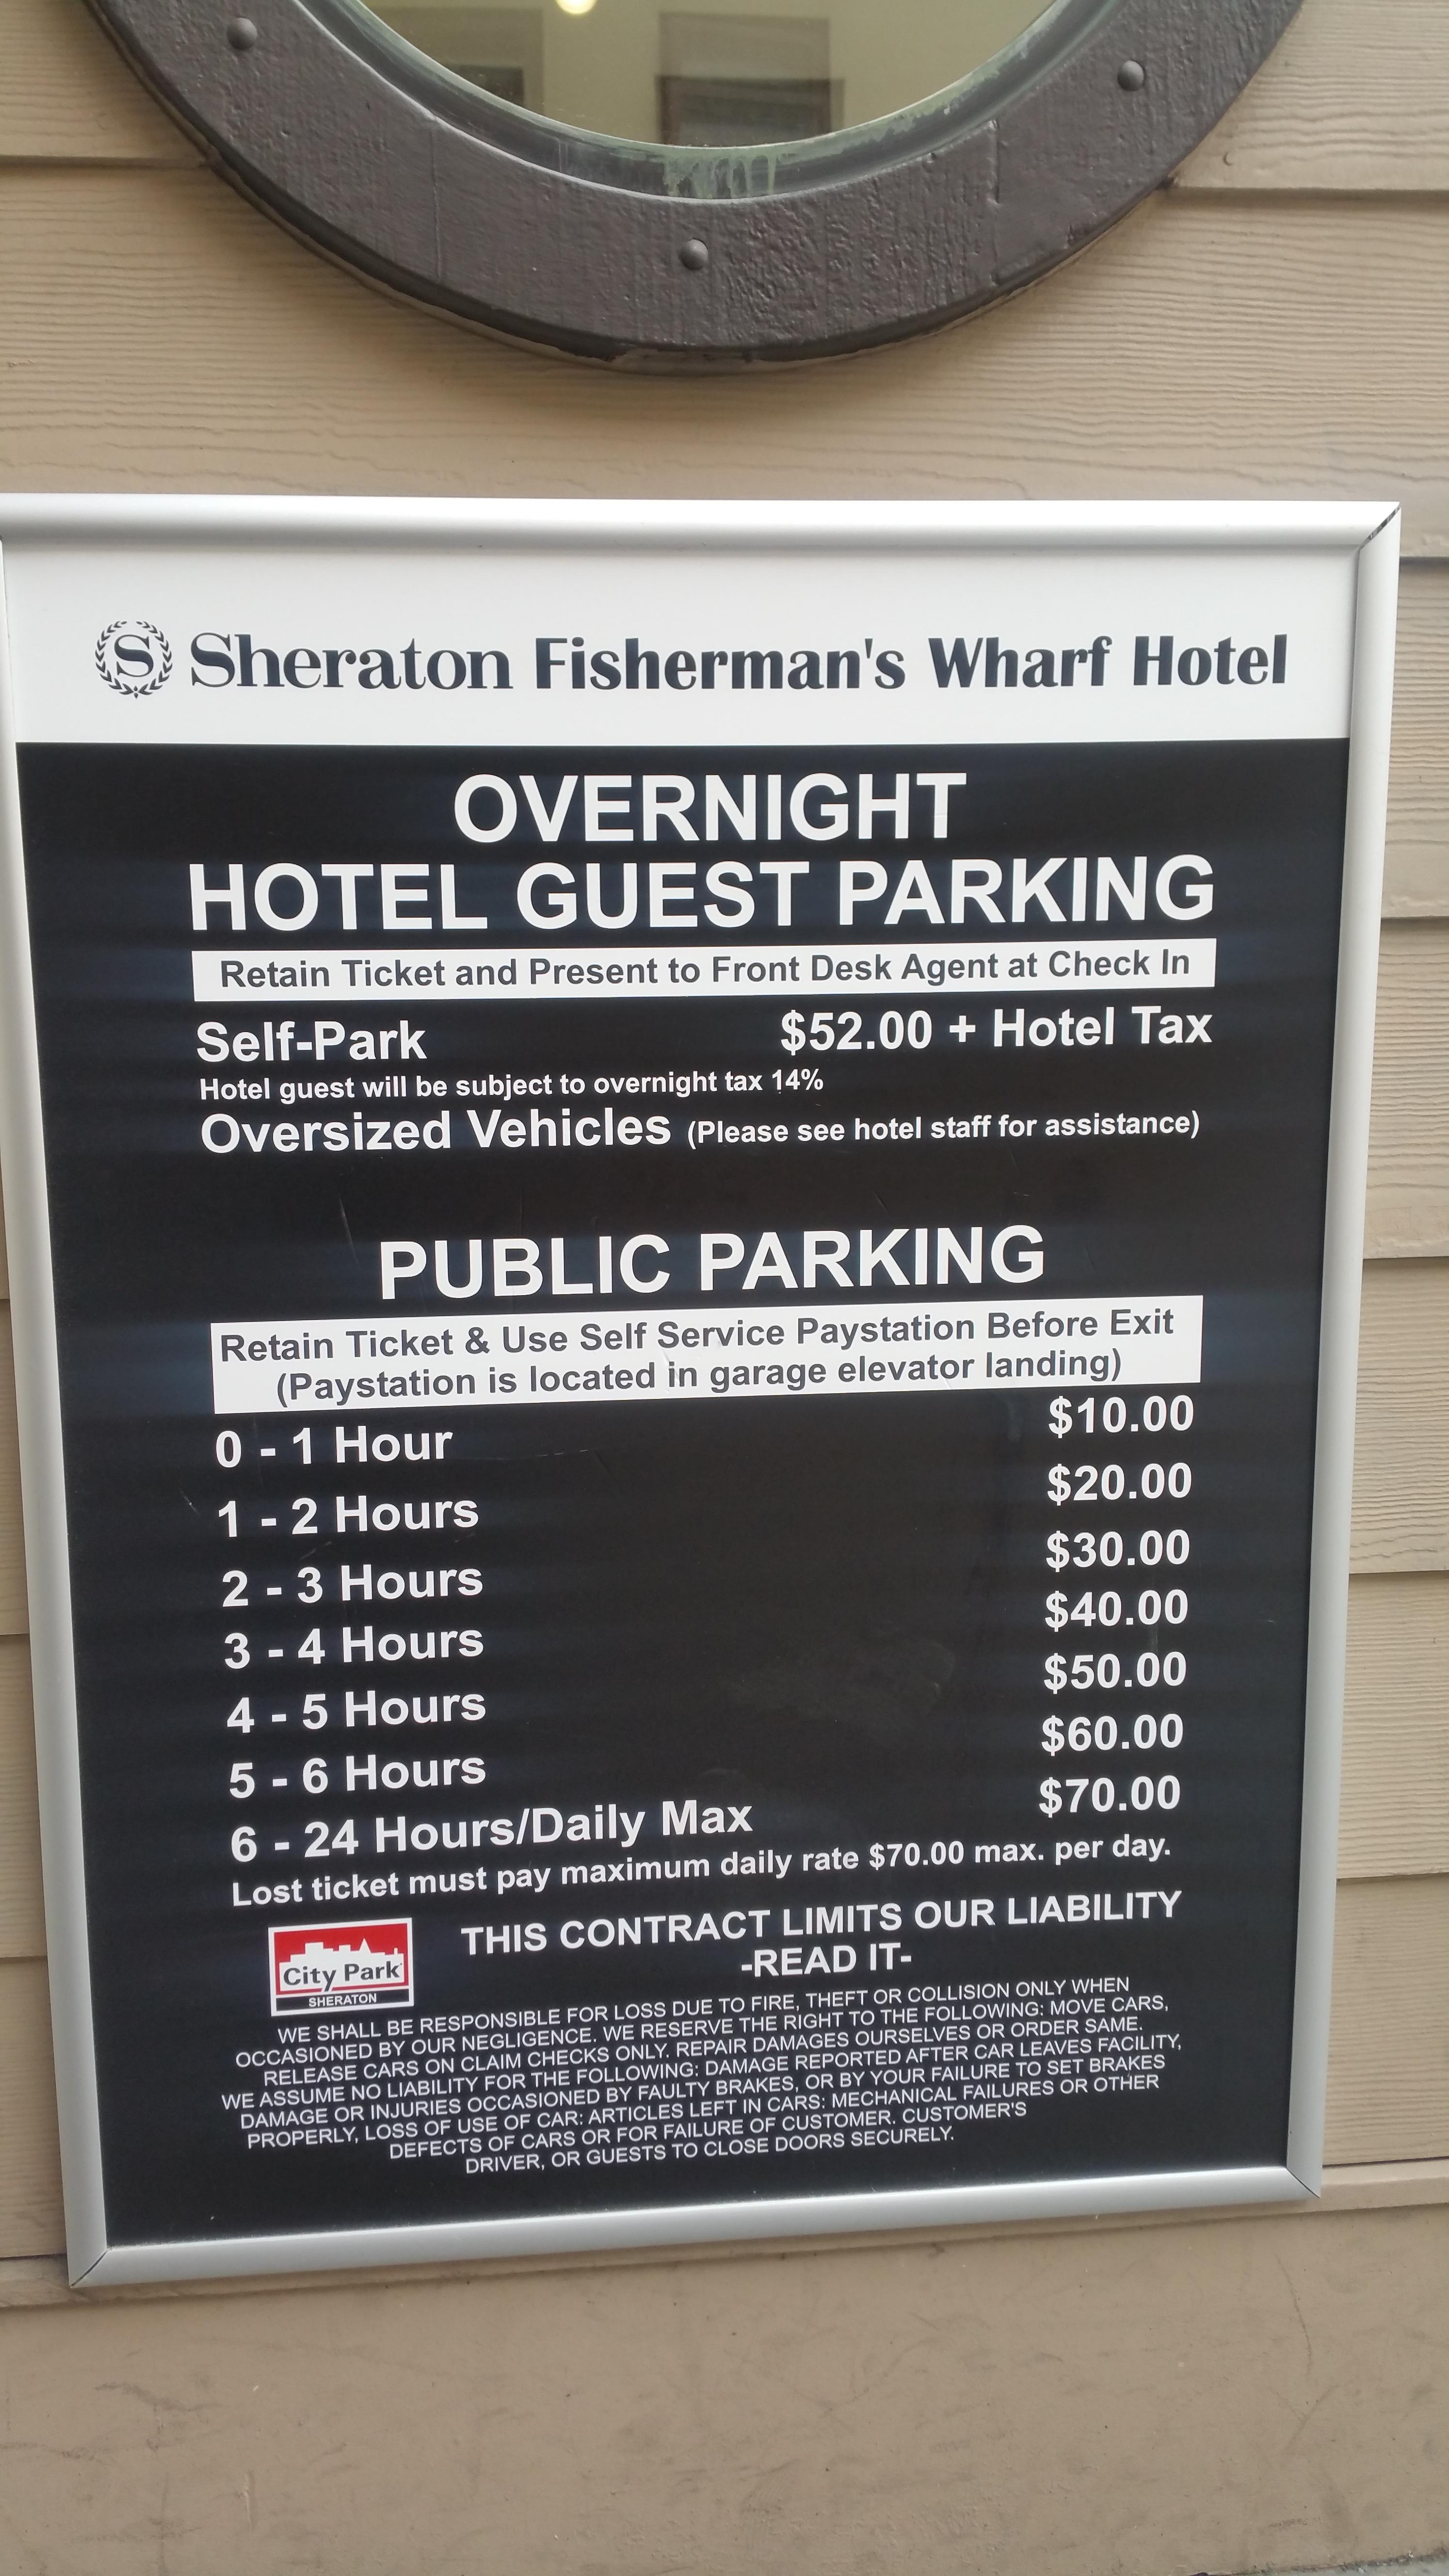 S Sheraton Fisherman's Wharf Hotel
OVERNIGHT
HOTEL GUEST PARKING
Retain Ticket and Present to Front Desk Agent at Check In
Self-Park $52.00 + Hotel Tax
Hotel guest will be subject to overnight tax 14%
Oversized Vehicles (Please see hotel staff for assistance)
PUBLIC PARKING
Retain Ticket & Use Self Service Paystation Before Exit
(Paystation is located in garage elevator landing)
0 - 1 Hour $10.00
1 - 2 Hours $20.00
2 - 3 Hours $30.00
3 - 4 Hours $40.00
4 - 5 Hours $50.00
5 - 6 Hours $60.00
6 - 24 Hours/Daily Max $70.00
Lost ticket must pay maximum daily rate $70.00 max. per day.
THIS CONTRACT LIMITS OUR LIABILITY
-READ IT-
City Park
SHERATON
WE SHALL BE RESPONSIBLE FOR LOSS DUE TO FIRE, THEFT OR COLLISION ONLY WHEN
OCCASIONED BY OUR NEGLIGENCE. WE RESERVE THE RIGHT TO THE FOLLOWING: MOVE CARS,
RELEASE CARS ON CLAIM CHECKS ONLY. REPAIR DAMAGES OURSELVES OR ORDER SAME.
WE ASSUME NO LIABILITY FOR THE FOLLOWING: DAMAGE REPORTED AFTER CAR LEAVES FACILITY,
DAMAGE OR INJURIES OCCASIONED BY FAULTY BRAKES, OR BY YOUR FAILURE TO SET BRAKES
PROPERLY, LOSS OF USE OF CAR: ARTICLES LEFT IN CARS: MECHANICAL FAILURES OR OTHER
DEFECTS OF CARS OR FOR FAILURE OF CUSTOMER. CUSTOMER'S
DRIVER, OR GUESTS TO CLOSE DOORS SECURELY.